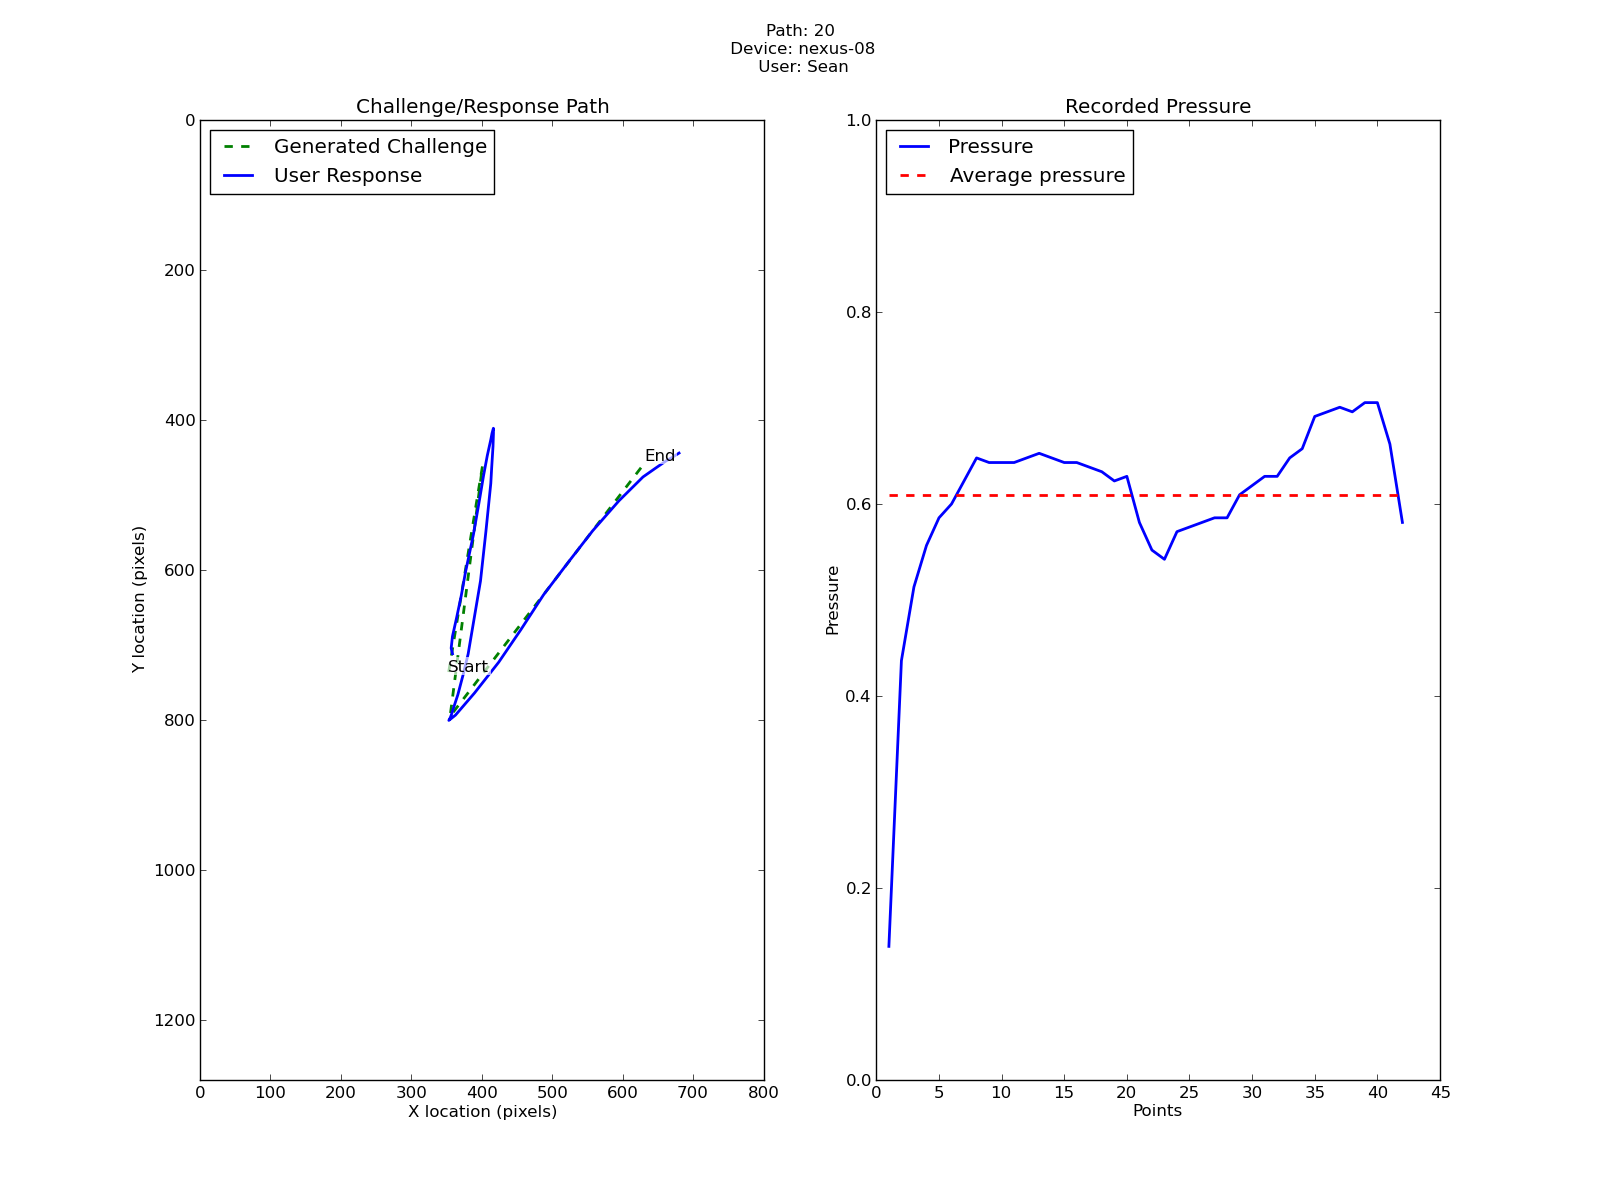 Path: 20
Device: nexus-08
User: Sean
Challenge/Response Path
Generated Challenge
User Response
0
200
400
600
800
1000
1200
Y location (pixels)
End
Start
0 100 200 300 400 500 600 700 800
X location (pixels)
Recorded Pressure
Pressure
Average pressure
1.0
0.8
0.6
0.4
0.2
0.0
Pressure
0 5 10 15 20 25 30 35 40 45
Points